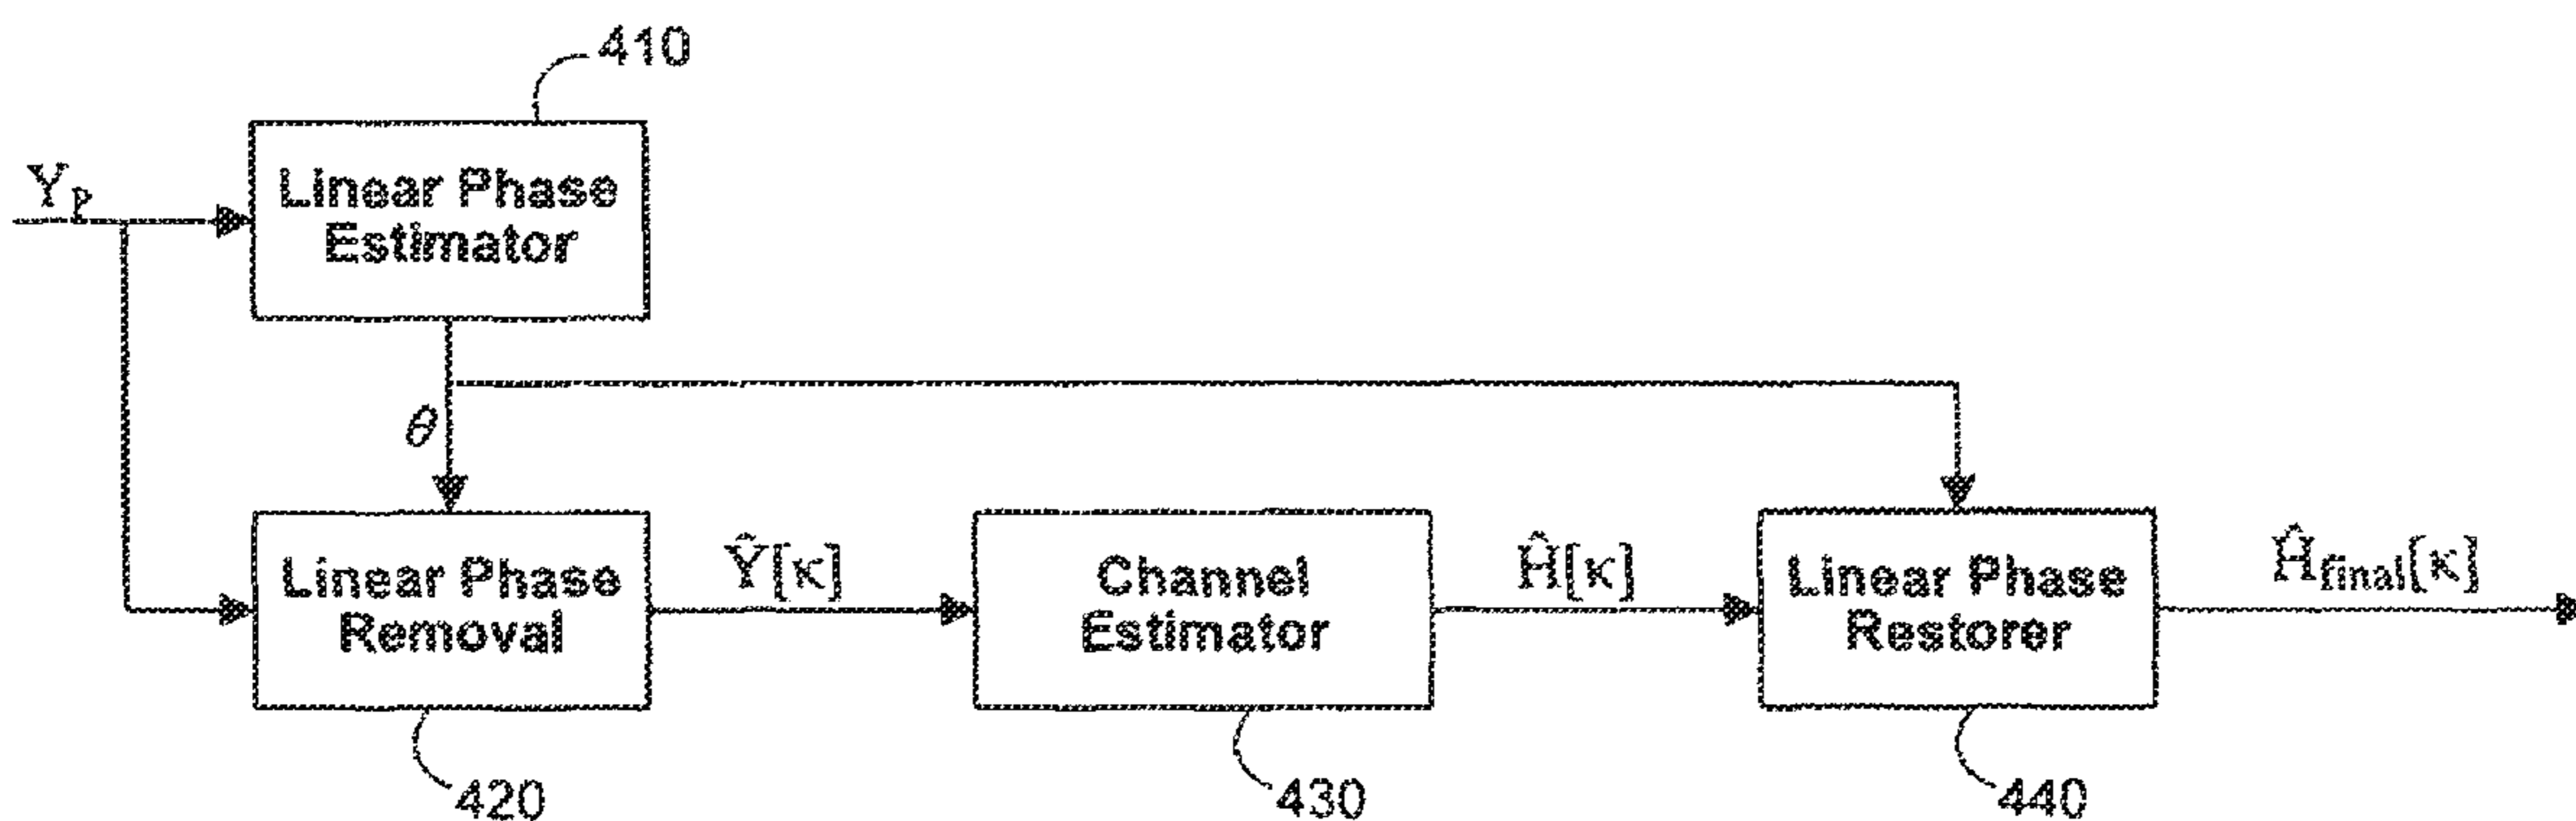 410
Y_P
Linear Phase
Estimator
θ
Linear Phase
Removal
Ŷ[κ]
Channel
Estimator
Ĥ[κ]
Linear Phase
Restorer
Ĥ_final[κ]
420
430
440